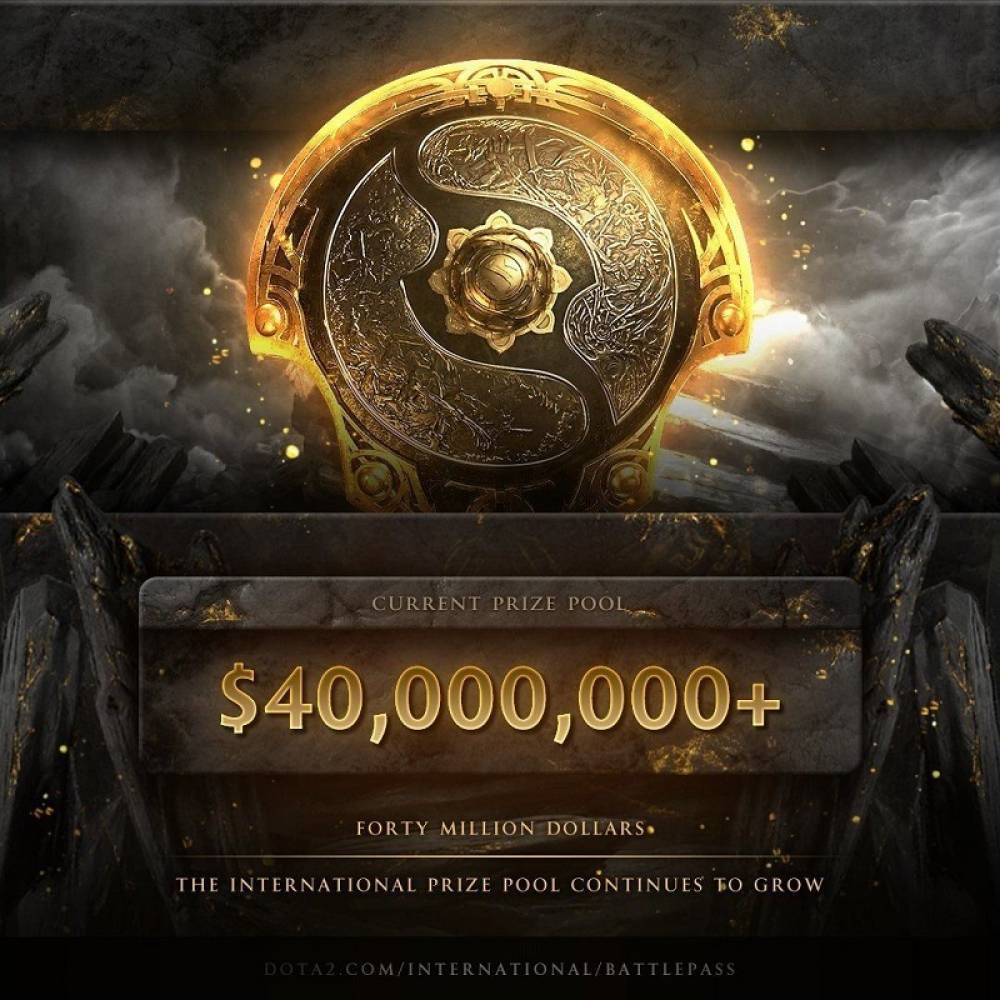 CURRENT PRIZE POOL
$40,000,000+
FORTY MILLION DOLLARS
THE INTERNATIONAL PRIZE POOL CONTINUES TO GROW
DOTA2.COM/INTERNATIONAL/BATTLEPASS